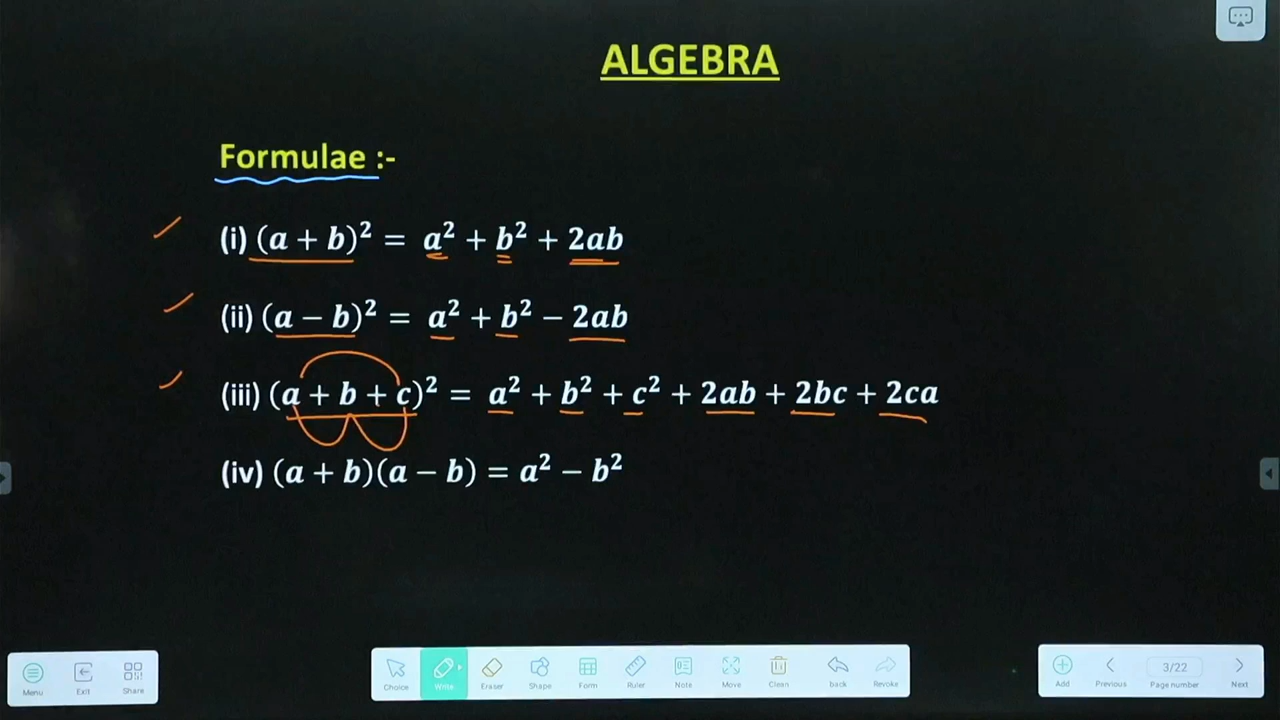 ALGEBRA
Formulae :-
(i) (a + b)² = a² + b² + 2ab
(ii) (a − b)² = a² + b² − 2ab
(iii) (a + b + c)² = a² + b² + c² + 2ab + 2bc + 2ca
(iv) (a + b)(a − b) = a² − b²
3/22
Menu Exit Share Choice Write Eraser Shape Form Ruler Note Move Clean back Revoke Add Previous Page number Next